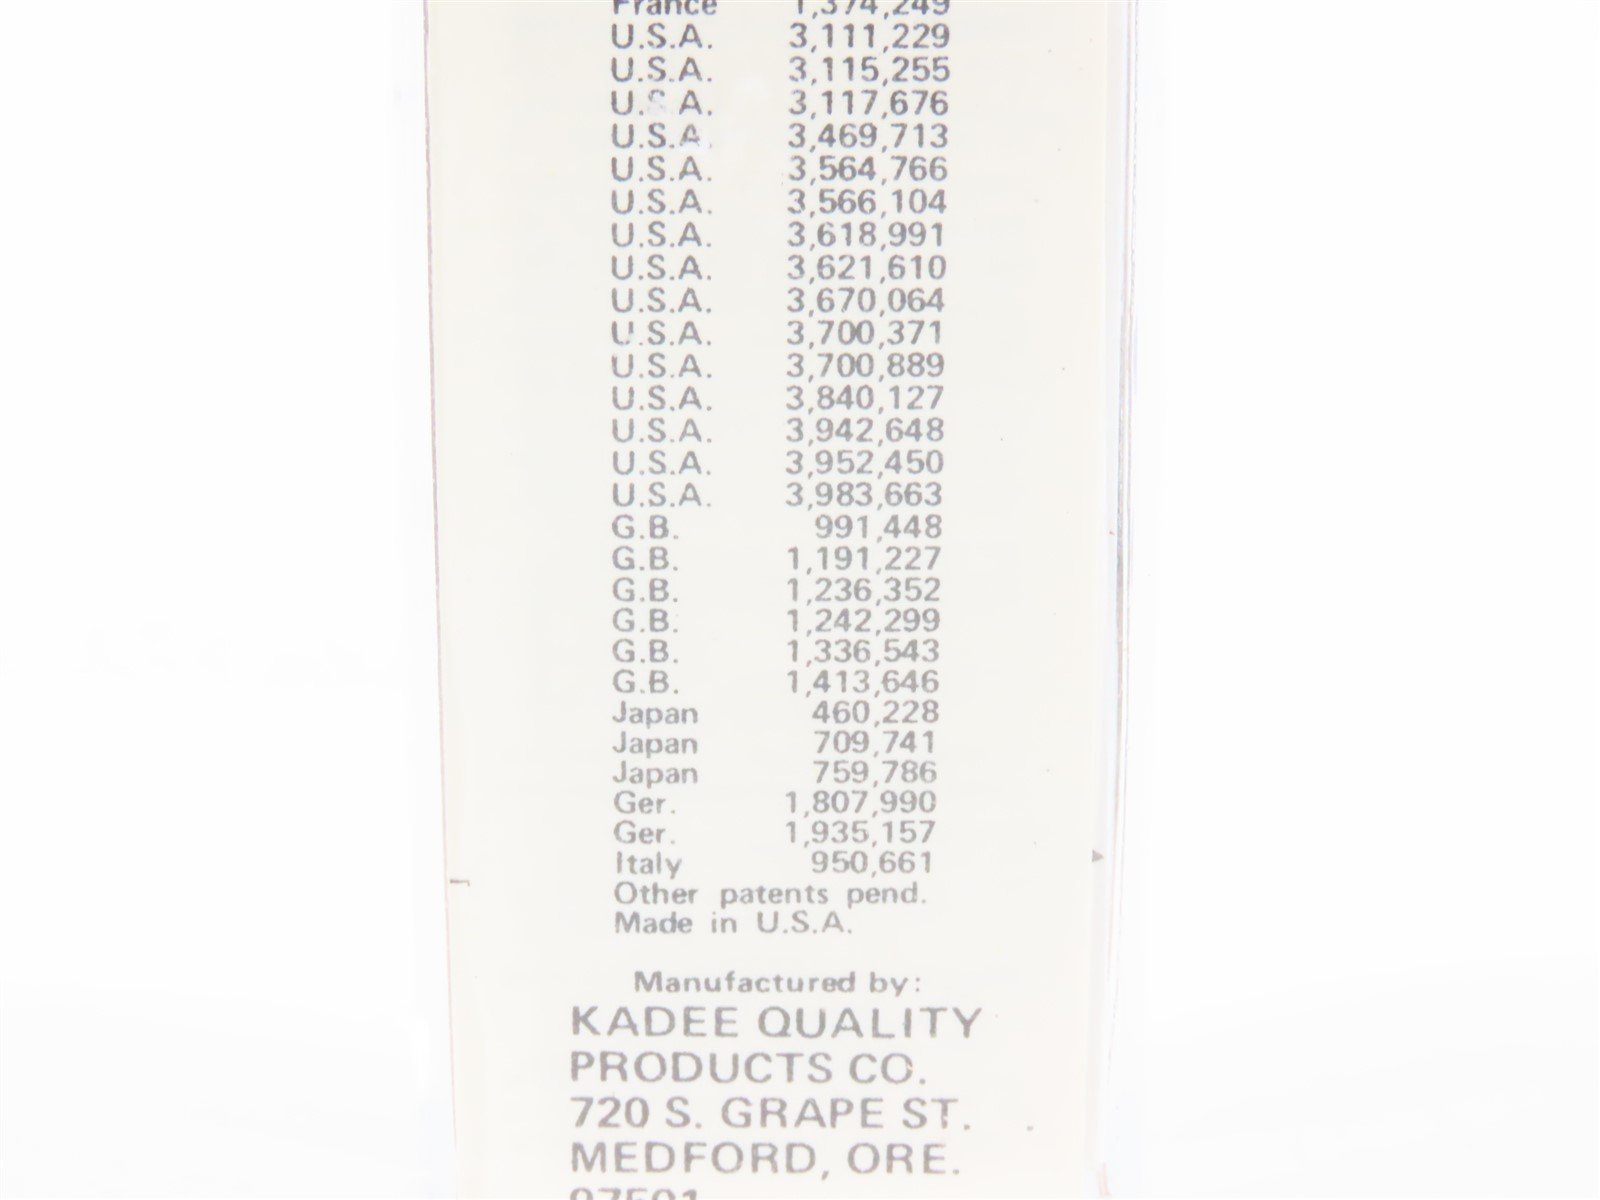 France 1,374,249
U.S.A. 3,111,229
U.S.A. 3,115,255
U.S.A. 3,117,676
U.S.A. 3,469,713
U.S.A. 3,564,766
U.S.A. 3,566,104
U.S.A. 3,618,991
U.S.A. 3,621,610
U.S.A. 3,670,064
U.S.A. 3,700,371
U.S.A. 3,700,889
U.S.A. 3,840,127
U.S.A. 3,942,648
U.S.A. 3,952,450
U.S.A. 3,983,663
G.B. 991,448
G.B. 1,191,227
G.B. 1,236,352
G.B. 1,242,299
G.B. 1,336,543
G.B. 1,413,646
Japan 460,228
Japan 709,741
Japan 759,786
Ger. 1,807,990
Ger. 1,935,157
Italy 950,661
Other patents pend.
Made in U.S.A.
Manufactured by:
KADEE QUALITY
PRODUCTS CO.
720 S. GRAPE ST.
MEDFORD, ORE.
97501